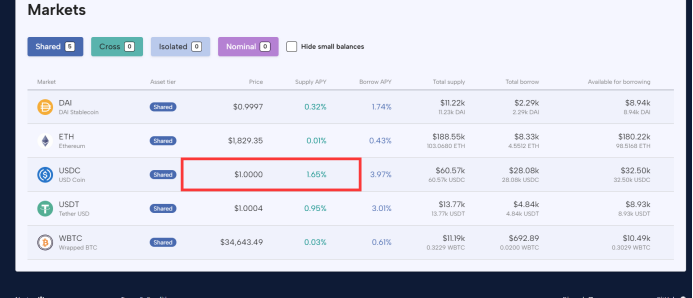 Markets
Shared 5 Cross 0 Isolated 0 Nominal 0 Hide small balances
Market Asset tier Price Supply APY Borrow APY Total supply Total borrow Available for borrowing
DAI Shared $0.9997 0.32% 1.74% $11.22k $2.29k $8.94k
DAI Stablecoin 11.23k DAI 2.29k DAI 8.94k DAI
ETH Shared $1,829.35 0.01% 0.43% $188.55k $8.33k $180.22k
Ethereum 103.0680 ETH 4.5512 ETH 98.5168 ETH
USDC Shared $1.0000 1.65% 3.97% $60.57k $28.08k $32.50k
USD Coin 60.57k USDC 28.08k USDC 32.50k USDC
USDT Shared $1.0004 0.95% 3.01% $13.77k $4.84k $8.93k
Tether USD 13.77k USDT 4.84k USDT 8.93k USDT
WBTC Shared $34,643.49 0.03% 0.61% $11.19k $692.89 $10.49k
Wrapped BTC 0.3229 WBTC 0.0200 WBTC 0.3029 WBTC